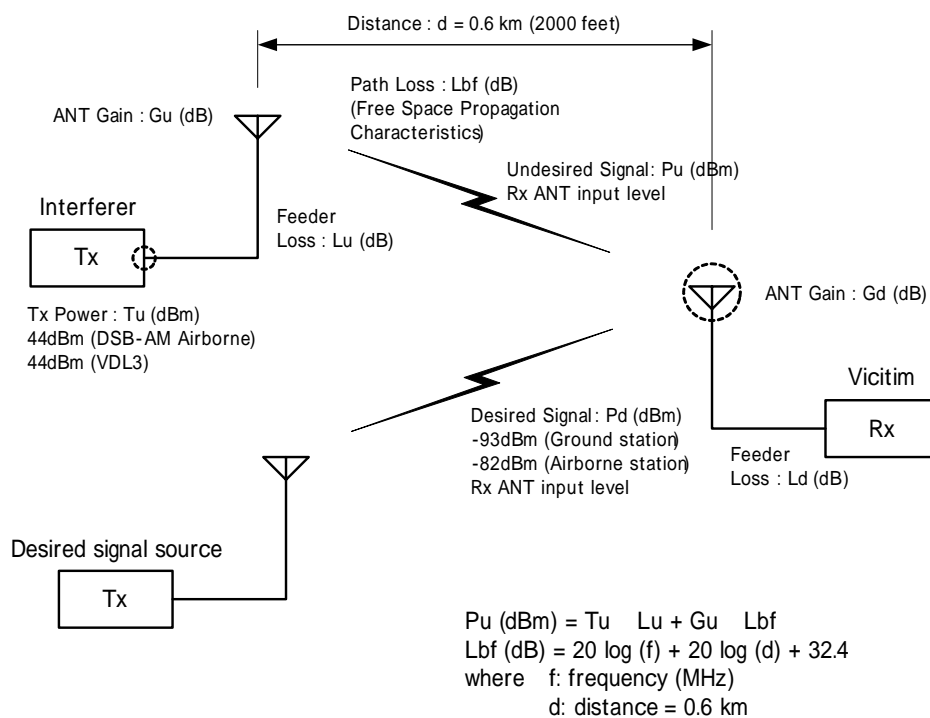 Distance : d = 0.6 km (2000 feet)
Path Loss : Lbf (dB)
(Free Space Propagation
Characteristics)
ANT Gain : Gu (dB)
Undesired Signal: Pu (dBm)
Rx ANT input level
Interferer
Tx
Feeder
Loss : Lu (dB)
ANT Gain : Gd (dB)
Tx Power : Tu (dBm)
44dBm (DSB-AM Airborne)
44dBm (VDL3)
Vicitim
Rx
Desired Signal: Pd (dBm)
-93dBm (Ground station)
-82dBm (Airborne station)
Rx ANT input level
Feeder
Loss : Ld (dB)
Desired signal source
Tx
Pu (dBm) = Tu Lu + Gu Lbf
Lbf (dB) = 20 log (f) + 20 log (d) + 32.4
where f: frequency (MHz)
d: distance = 0.6 km